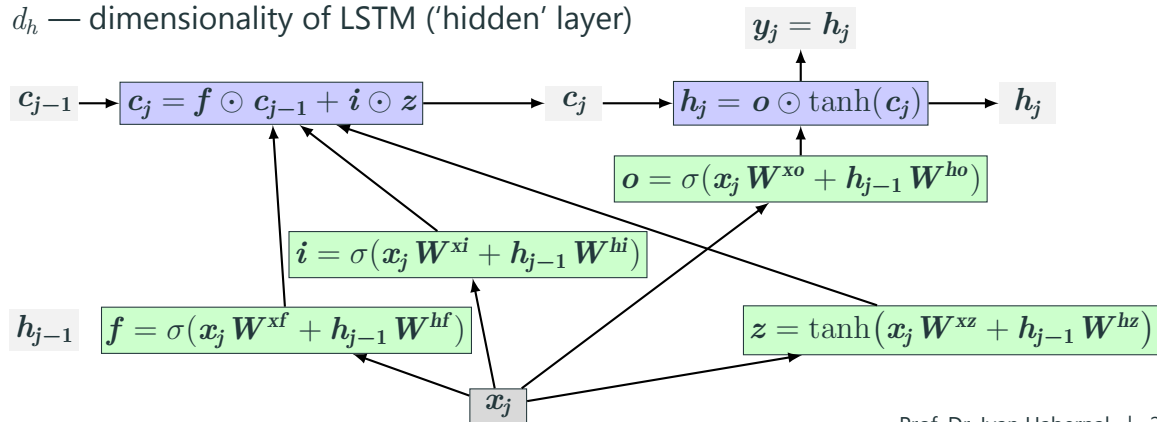 d_h — dimensionality of LSTM (‘hidden’ layer)
y_j = h_j
c_{j−1} c_j = f ⊙ c_{j−1} + i ⊙ z c_j h_j = o ⊙ tanh(c_j) h_j
o = σ(x_j W^{xo} + h_{j−1} W^{ho})
i = σ(x_j W^{xi} + h_{j−1} W^{hi})
h_{j−1} f = σ(x_j W^{xf} + h_{j−1} W^{hf}) z = tanh(x_j W^{xz} + h_{j−1} W^{hz})
x_j